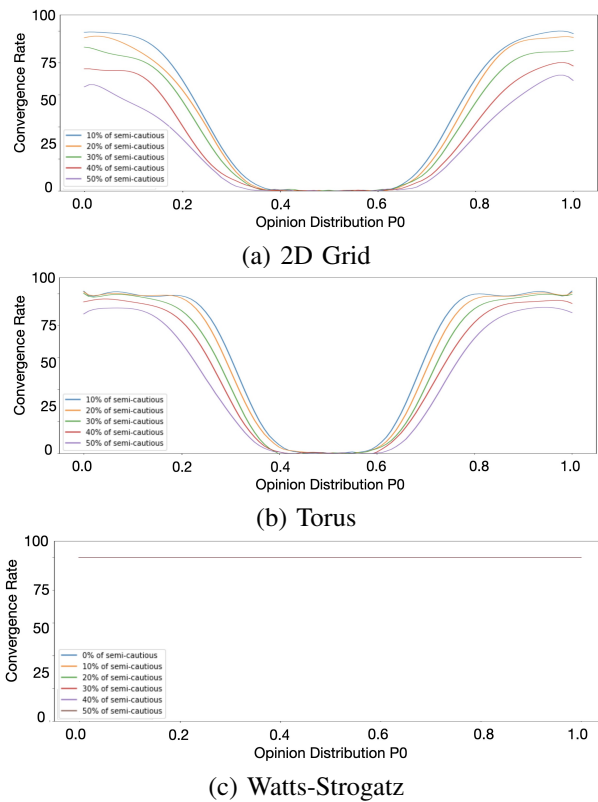 100
75
50
25
0
Convergence Rate
10% of semi-cautious
20% of semi-cautious
30% of semi-cautious
40% of semi-cautious
50% of semi-cautious
0.0 0.2 0.4 0.6 0.8 1.0
Opinion Distribution P0
(a) 2D Grid
100
75
50
25
0
Convergence Rate
10% of semi-cautious
20% of semi-cautious
30% of semi-cautious
40% of semi-cautious
50% of semi-cautious
0.0 0.2 0.4 0.6 0.8 1.0
Opinion Distribution P0
(b) Torus
100
75
50
25
0
Convergence Rate
0% of semi-cautious
10% of semi-cautious
20% of semi-cautious
30% of semi-cautious
40% of semi-cautious
50% of semi-cautious
0.0 0.2 0.4 0.6 0.8 1.0
Opinion Distribution P0
(c) Watts-Strogatz